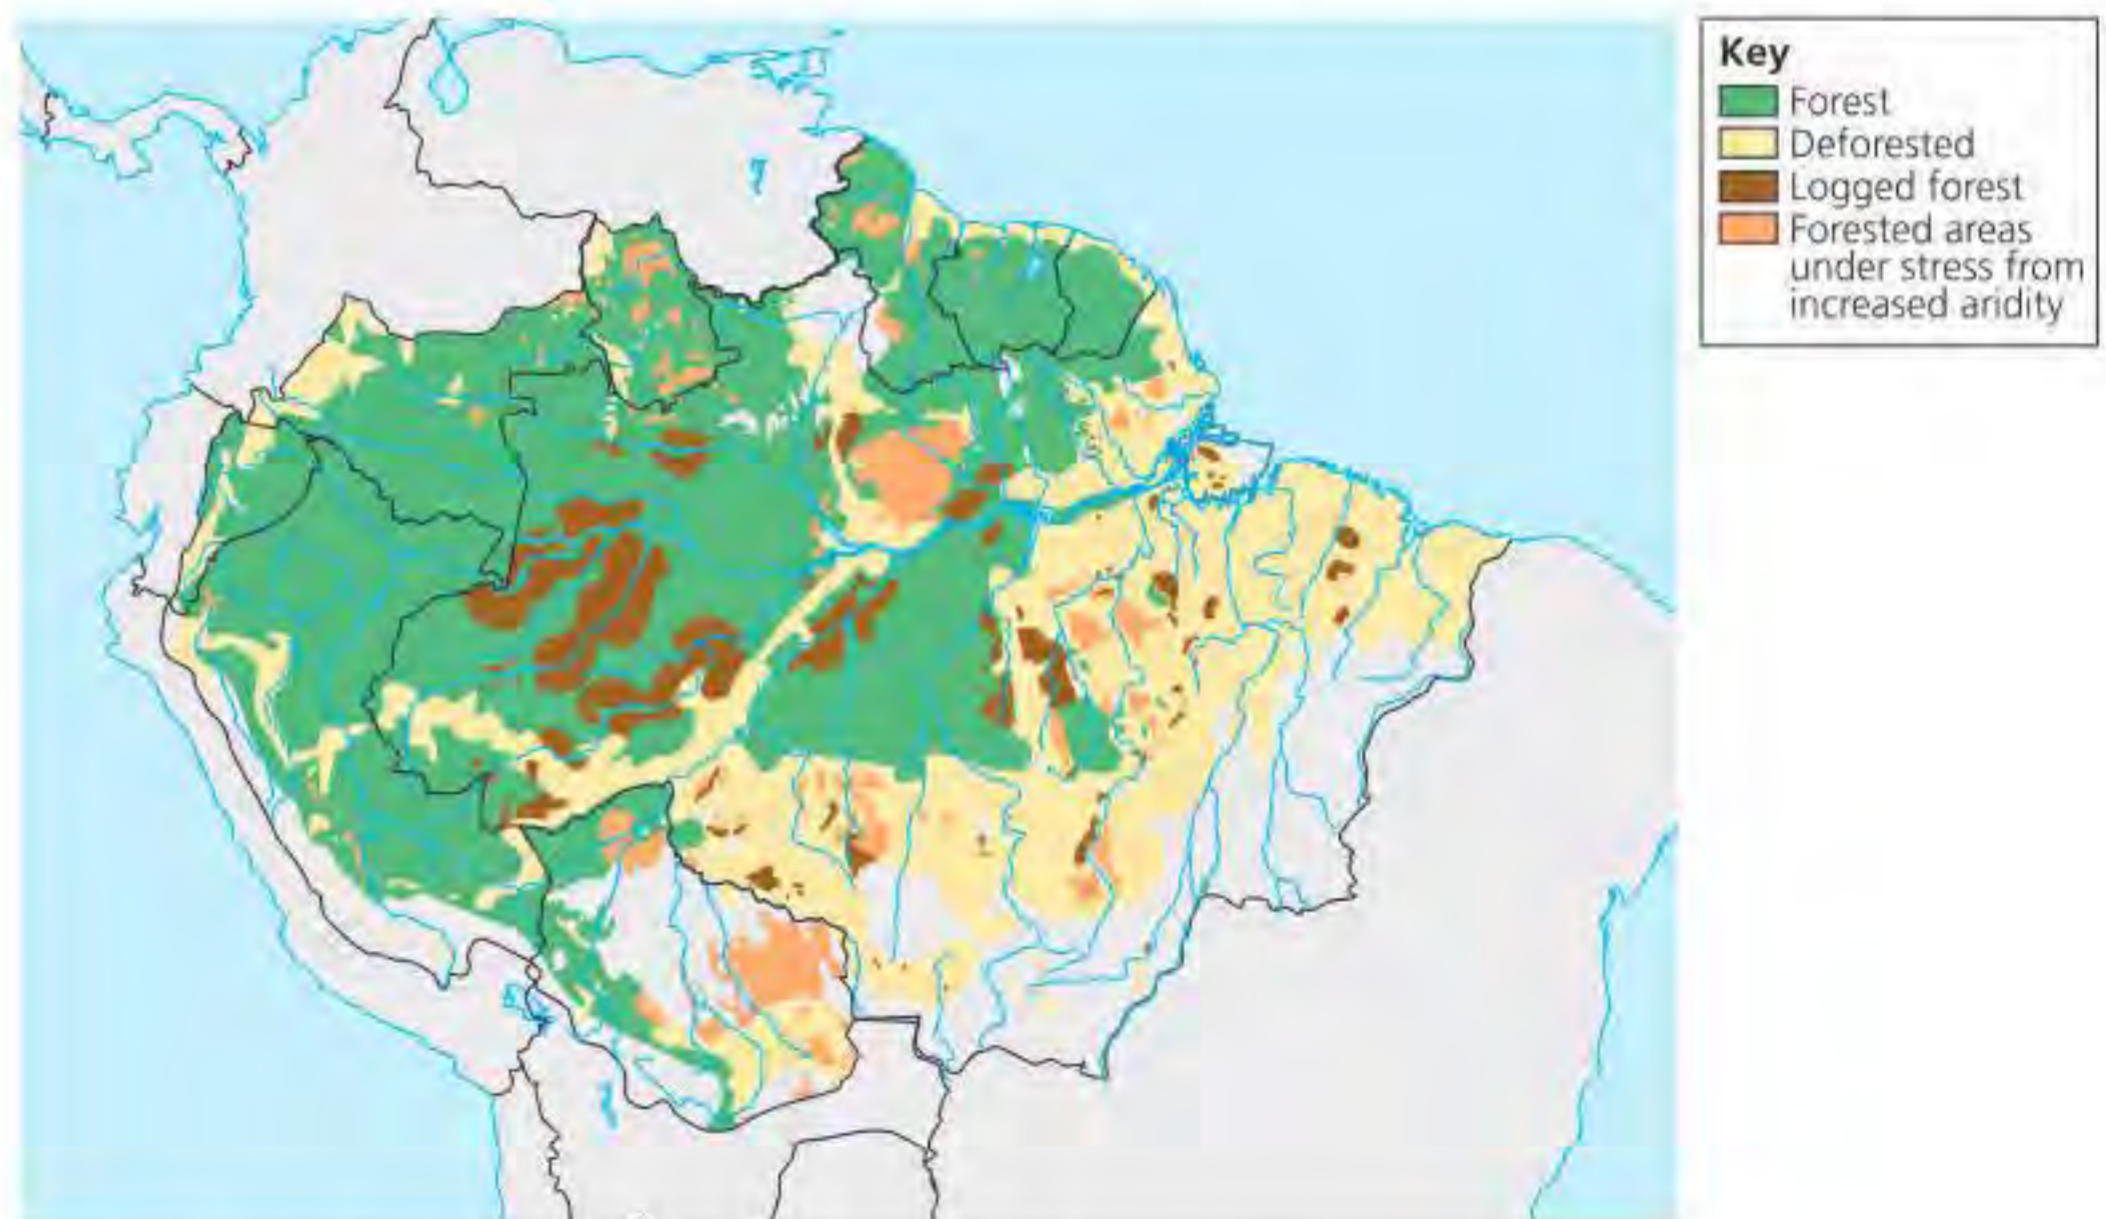 Key
Forest
Deforested
Logged forest
Forested areas
under stress from
increased aridity